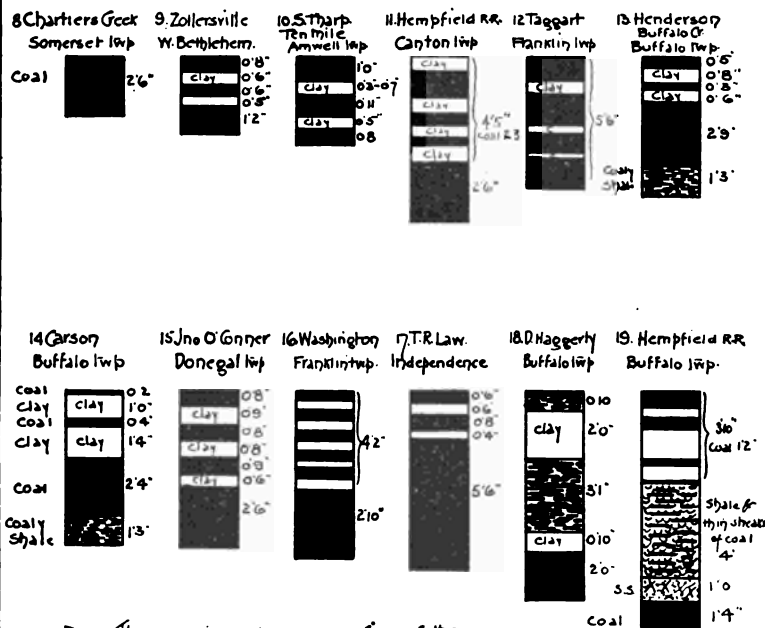 8 Chartiers Creek
Somerset Twp
Coal
2'6"
9. Zollersville
W. Bethlehem.
0'8"
clay 0'6"
0'6"
0'5"
1'2"
10. S. Tharp.
Ten Mile
Amwell Twp
1'0"
clay 0'3-0'7
0'11"
clay 0'5"
0 8
11. Hempfield R.R.
Canton Twp
clay
clay
clay
clay
4'5"
coal 2.3
2'6"
12 Taggart
Franklin Twp
clay
c
5'6"
13. Henderson
Buffalo Cr.
Buffalo Twp.
0'5"
clay 0'8"
0'3"
clay 0'6"
2'9"
Coaly
Shale
1'3"
14 Carson
Buffalo Twp
Coal 0 2
Clay clay 1'0"
Coal 0 4"
Clay clay 1'4"
Coal 2'4"
Coaly
Shale 1'3"
15 Jno O'Conner
Donegal Twp
0'8"
clay 0'9"
0'8"
clay 0'8"
0'9"
clay 0'6"
2'6"
16 Washington
Franklin twp.
4'2"
2'10"
17. T.R. Law.
Independence
0'6"
0 6
0'8"
0'4"
5'6"
18. D. Haggerty
Buffalo twp
0 10
clay 2'0"
3'1"
clay 0'10"
2'0"
19. Hempfield RR
Buffalo Twp.
3'10"
Coal 12"
Shale &
thin sheets
of coal
4'
S.S. 1'0
Coal 1'4"